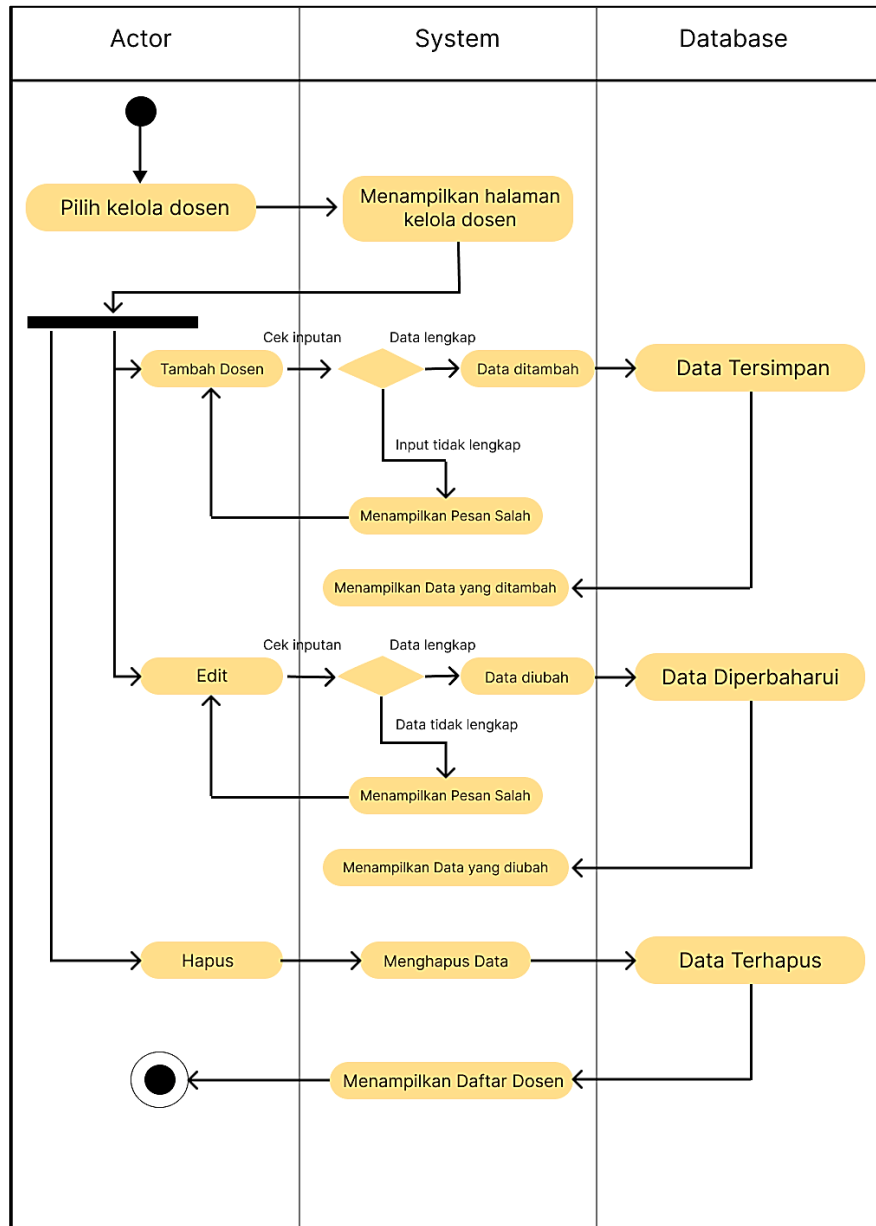 Actor
System
Database
Pilih kelola dosen
Menampilkan halaman
kelola dosen
Cek inputan
Data lengkap
Tambah Dosen
Data ditambah
Data Tersimpan
Input tidak lengkap
Menampilkan Pesan Salah
Menampilkan Data yang ditambah
Cek inputan
Data lengkap
Edit
Data diubah
Data Diperbaharui
Data tidak lengkap
Menampilkan Pesan Salah
Menampilkan Data yang diubah
Hapus
Menghapus Data
Data Terhapus
Menampilkan Daftar Dosen